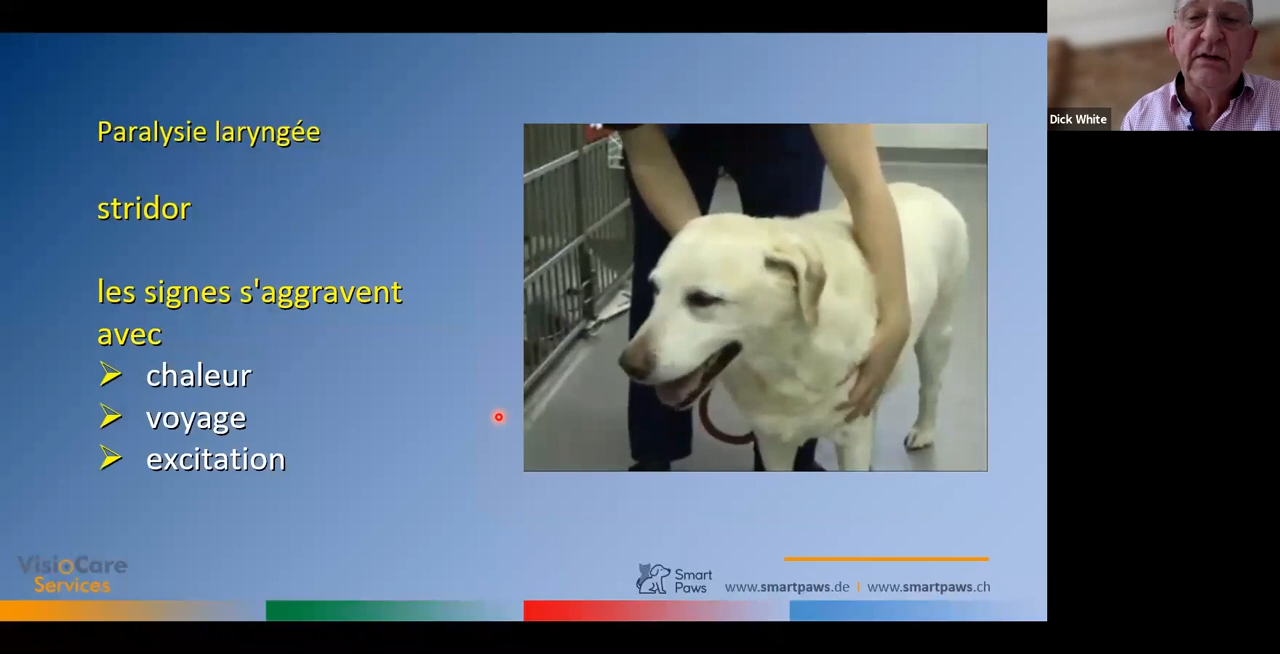 Paralysie laryngée
stridor
les signes s'aggravent
avec
chaleur
voyage
excitation
Dick White
VisioCare
Services
Smart
Paws
www.smartpaws.de | www.smartpaws.ch